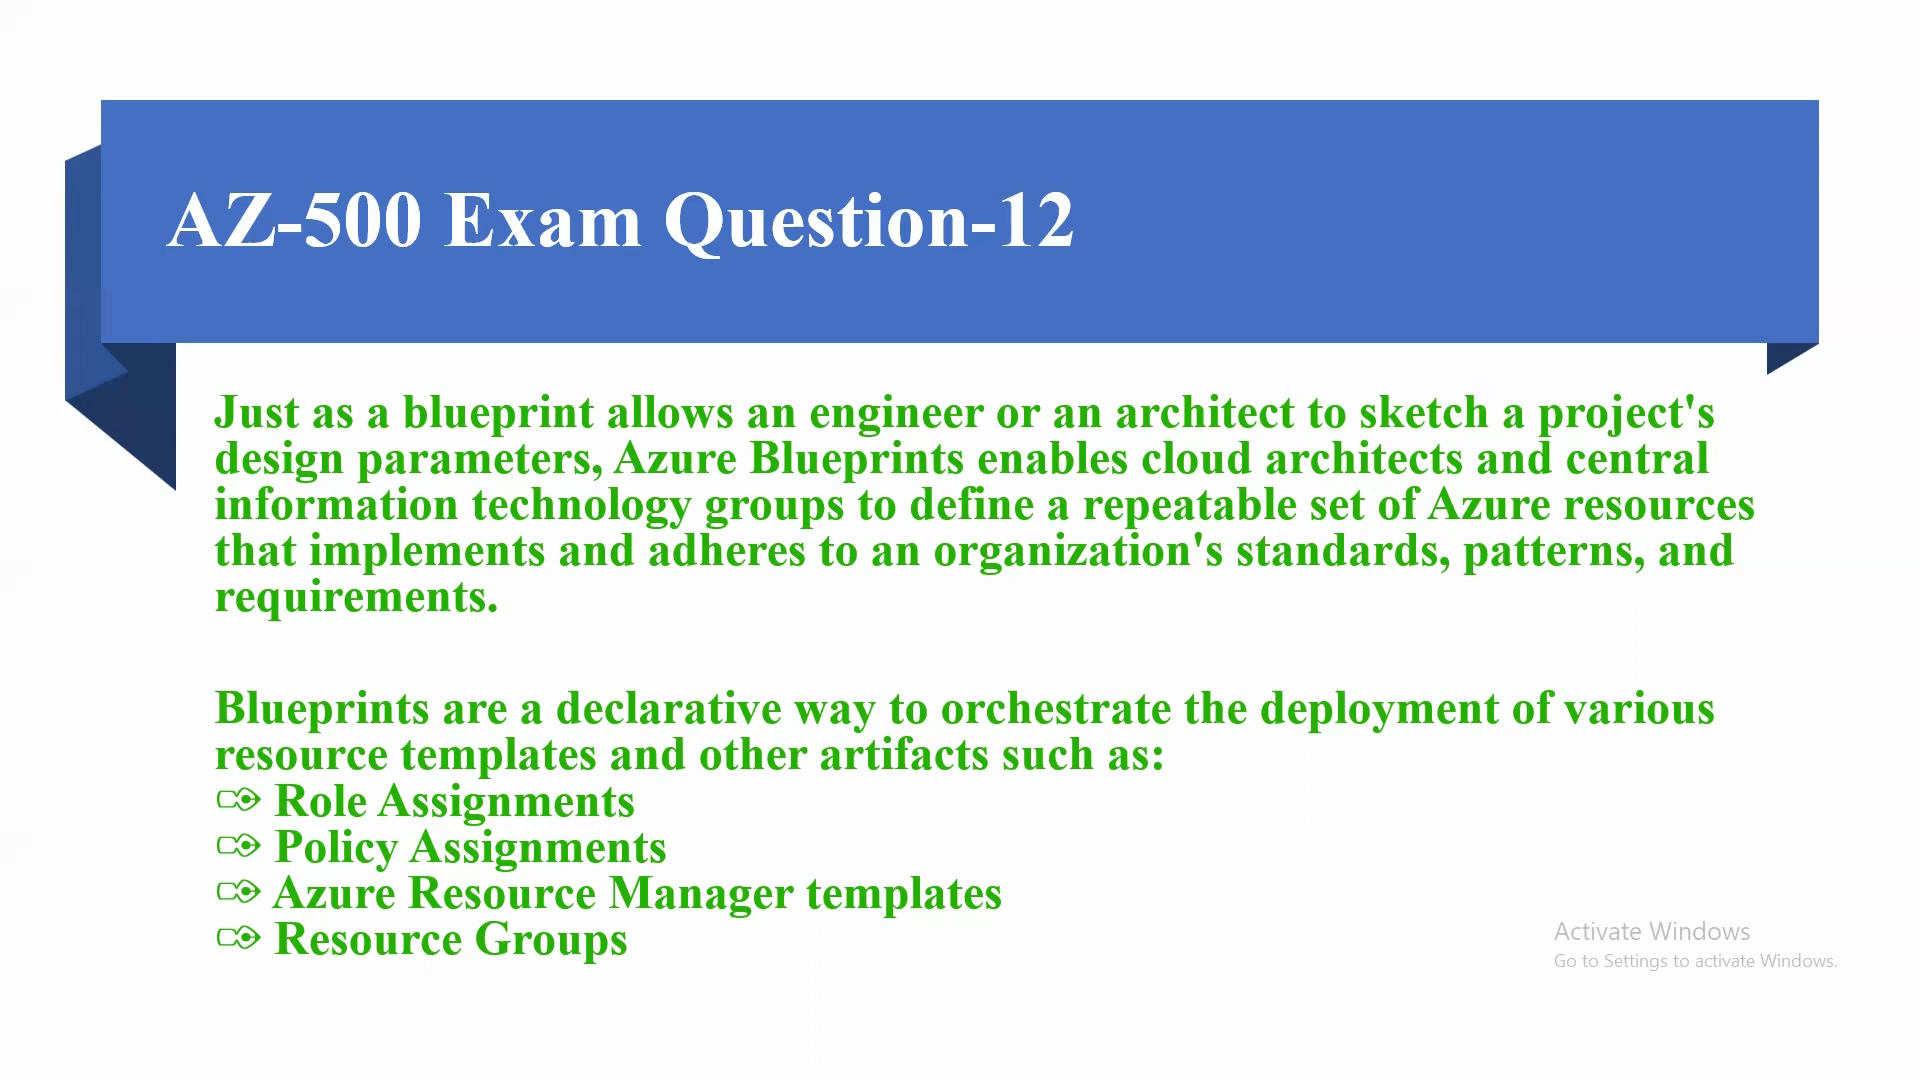 AZ-500 Exam Question-12
Just as a blueprint allows an engineer or an architect to sketch a project's
design parameters, Azure Blueprints enables cloud architects and central
information technology groups to define a repeatable set of Azure resources
that implements and adheres to an organization's standards, patterns, and
requirements.
Blueprints are a declarative way to orchestrate the deployment of various
resource templates and other artifacts such as:
Role Assignments
Policy Assignments
Azure Resource Manager templates
Resource Groups
Activate Windows
Go to Settings to activate Windows.